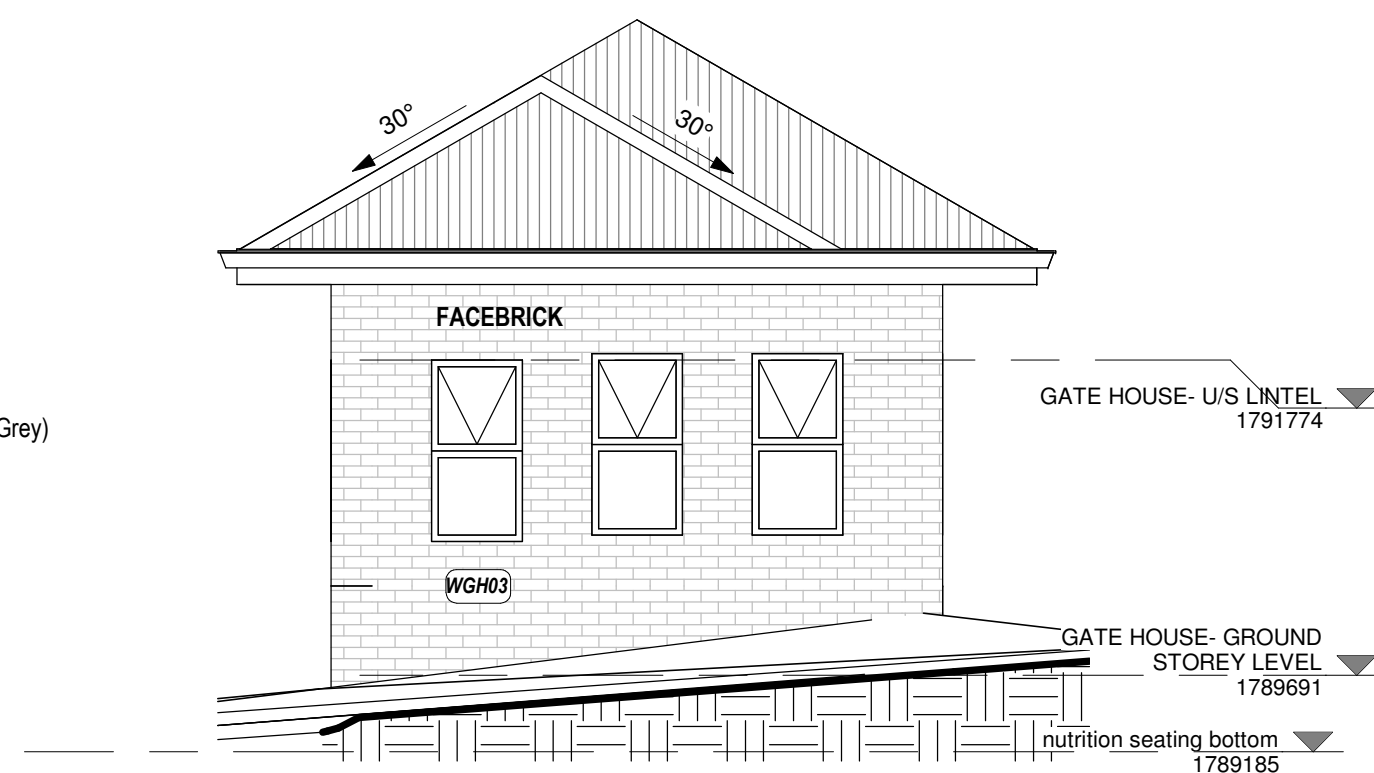 30°
30°
FACEBRICK
GATE HOUSE- U/S LINTEL
1791774
Grey)
WGH03
GATE HOUSE- GROUND
STOREY LEVEL
1789691
nutrition seating bottom
1789185